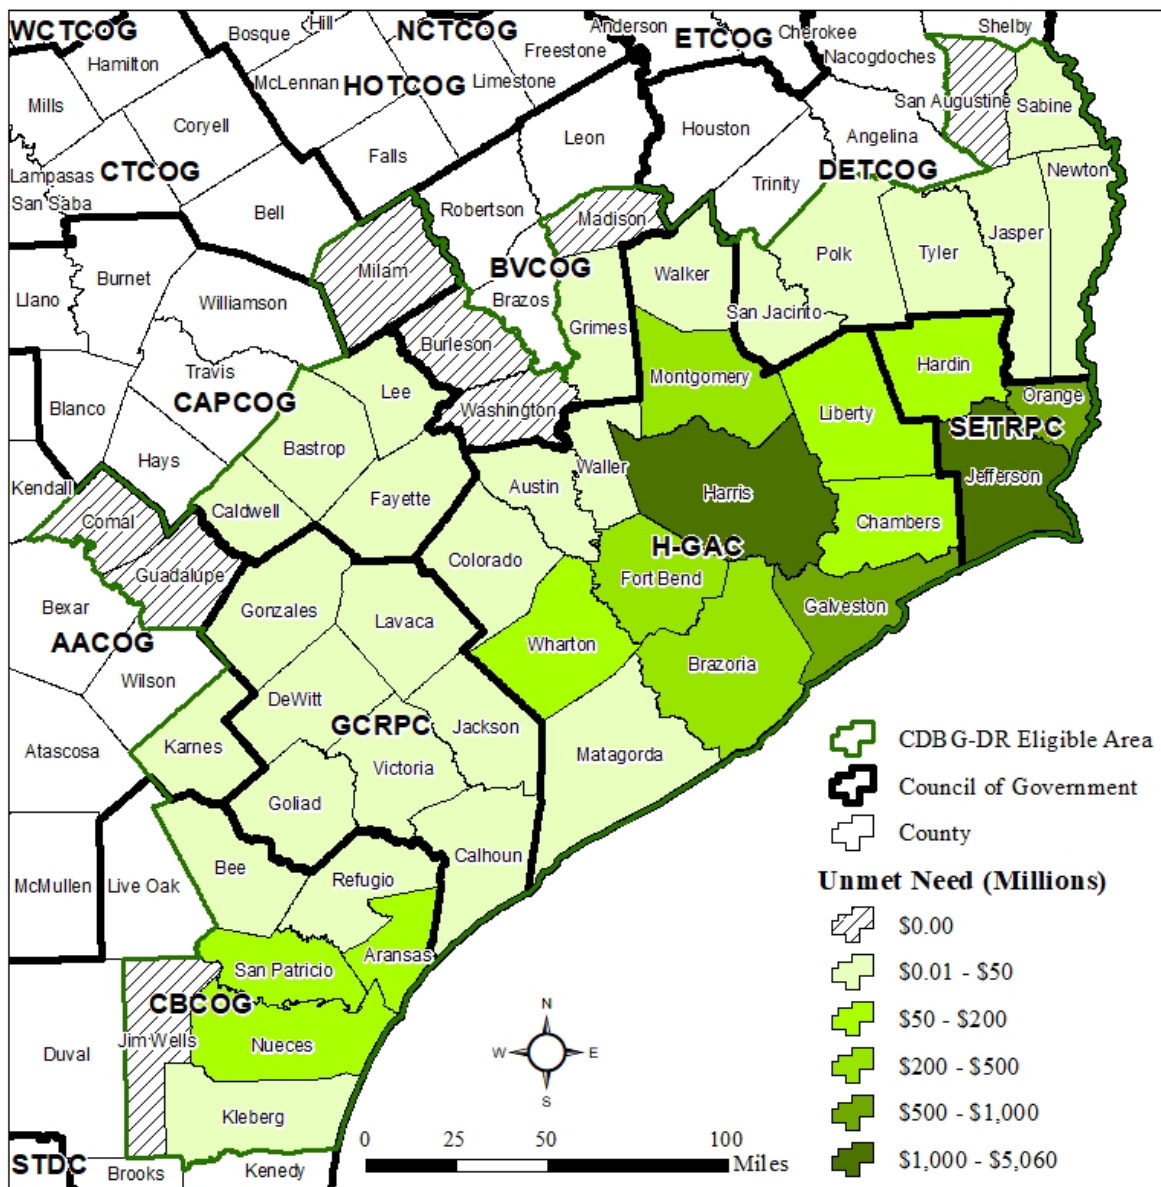 WCTCOG
Bosque
Hill
NCTCOG
Anderson
ETCOG
Cherokee
Shelby
Hamilton
McLennan
HOTCOG
Limestone
Freestone
Nacogdoches
Mills
Coryell
Leon
Houston
Angelina
San Augustine
Sabine
Lampasas
CTCOG
Falls
Trinity
DETCOG
Newton
San Saba
Bell
Robertson
Madison
Jasper
Burnet
Milam
BVCOG
Walker
Polk
Tyler
Llano
Williamson
Brazos
Grimes
San Jacinto
Burleson
Travis
Montgomery
Hardin
Blanco
CAPCOG
Lee
Washington
Liberty
Orange
SETRPC
Hays
Bastrop
Waller
Jefferson
Kendall
Caldwell
Fayette
Austin
Harris
Chambers
Comal
Guadalupe
Colorado
H-GAC
Fort Bend
Bexar
Gonzales
Lavaca
Galveston
AACOG
Wharton
Brazoria
Wilson
DeWitt
GCRPC
Jackson
Atascosa
Karnes
Victoria
Matagorda
Goliad
Calhoun
McMullen
Live Oak
Bee
Refugio
San Patricio
Aransas
CBCOG
Jim Wells
Duval
Nueces
Kleberg
STDC
Brooks
Kenedy
N
W
E
S
0
25
50
100
Miles
CDBG-DR Eligible Area
Council of Government
County
Unmet Need (Millions)
$0.00
$0.01 - $50
$50 - $200
$200 - $500
$500 - $1,000
$1,000 - $5,060